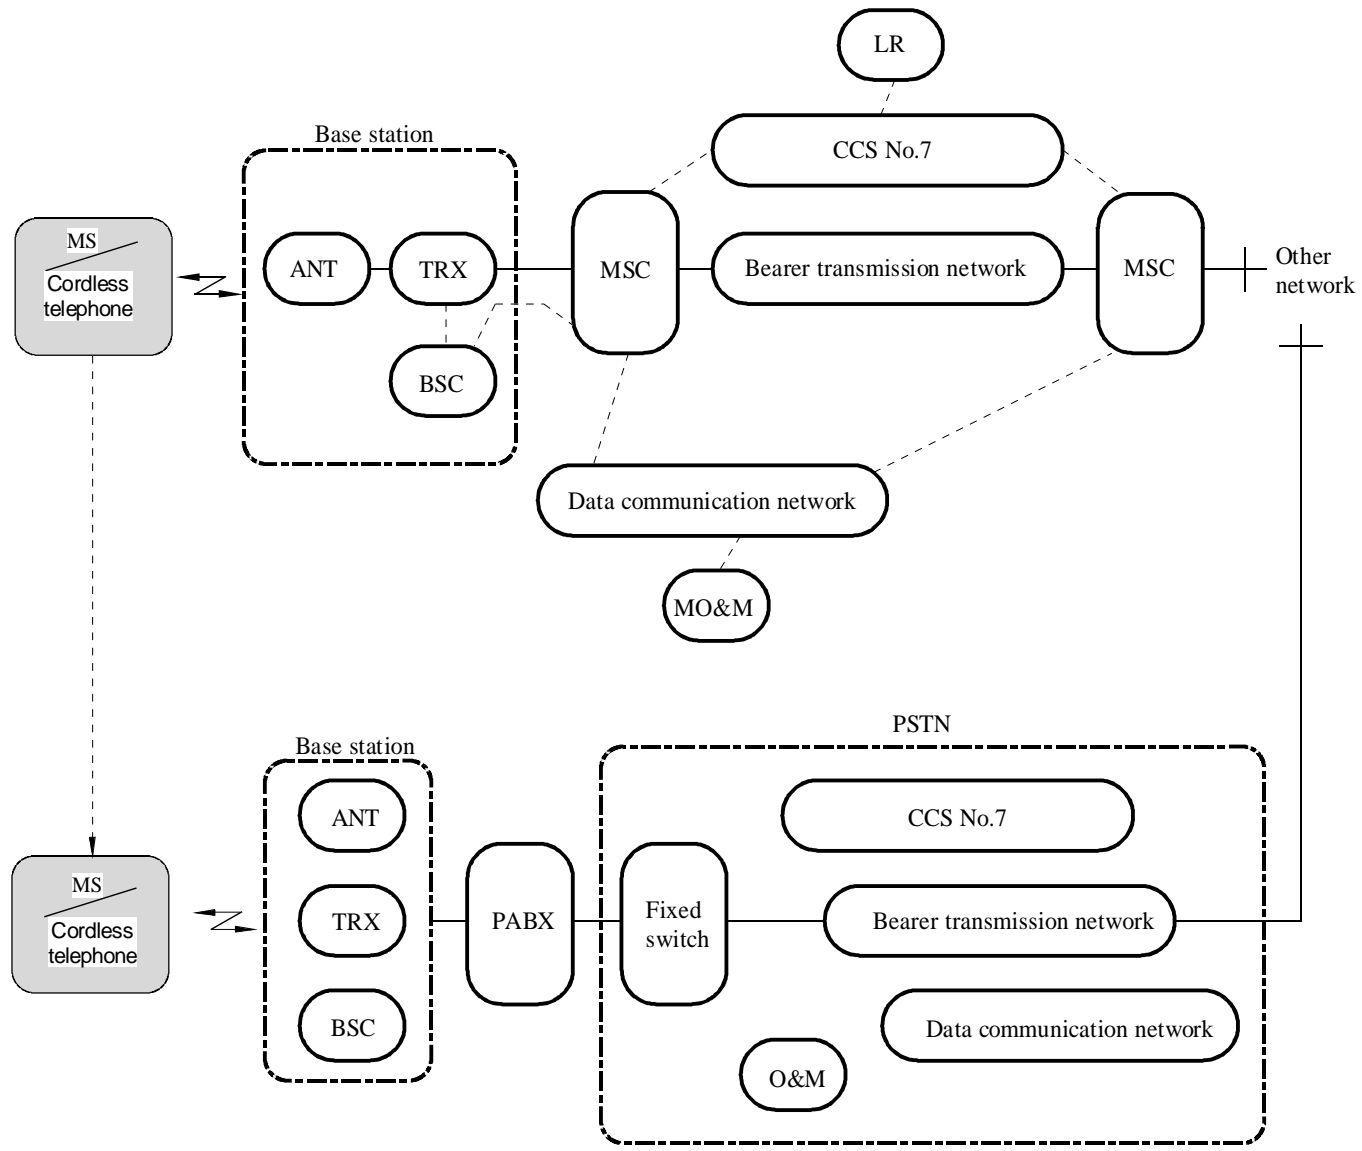 LR
Base station
CCS No.7
MS
Cordless
telephone
ANT
TRX
MSC
Bearer transmission network
MSC
Other
network
BSC
Data communication network
MO&M
PSTN
Base station
ANT
CCS No.7
MS
Cordless
telephone
TRX
PABX
Fixed
switch
Bearer transmission network
BSC
Data communication network
O&M